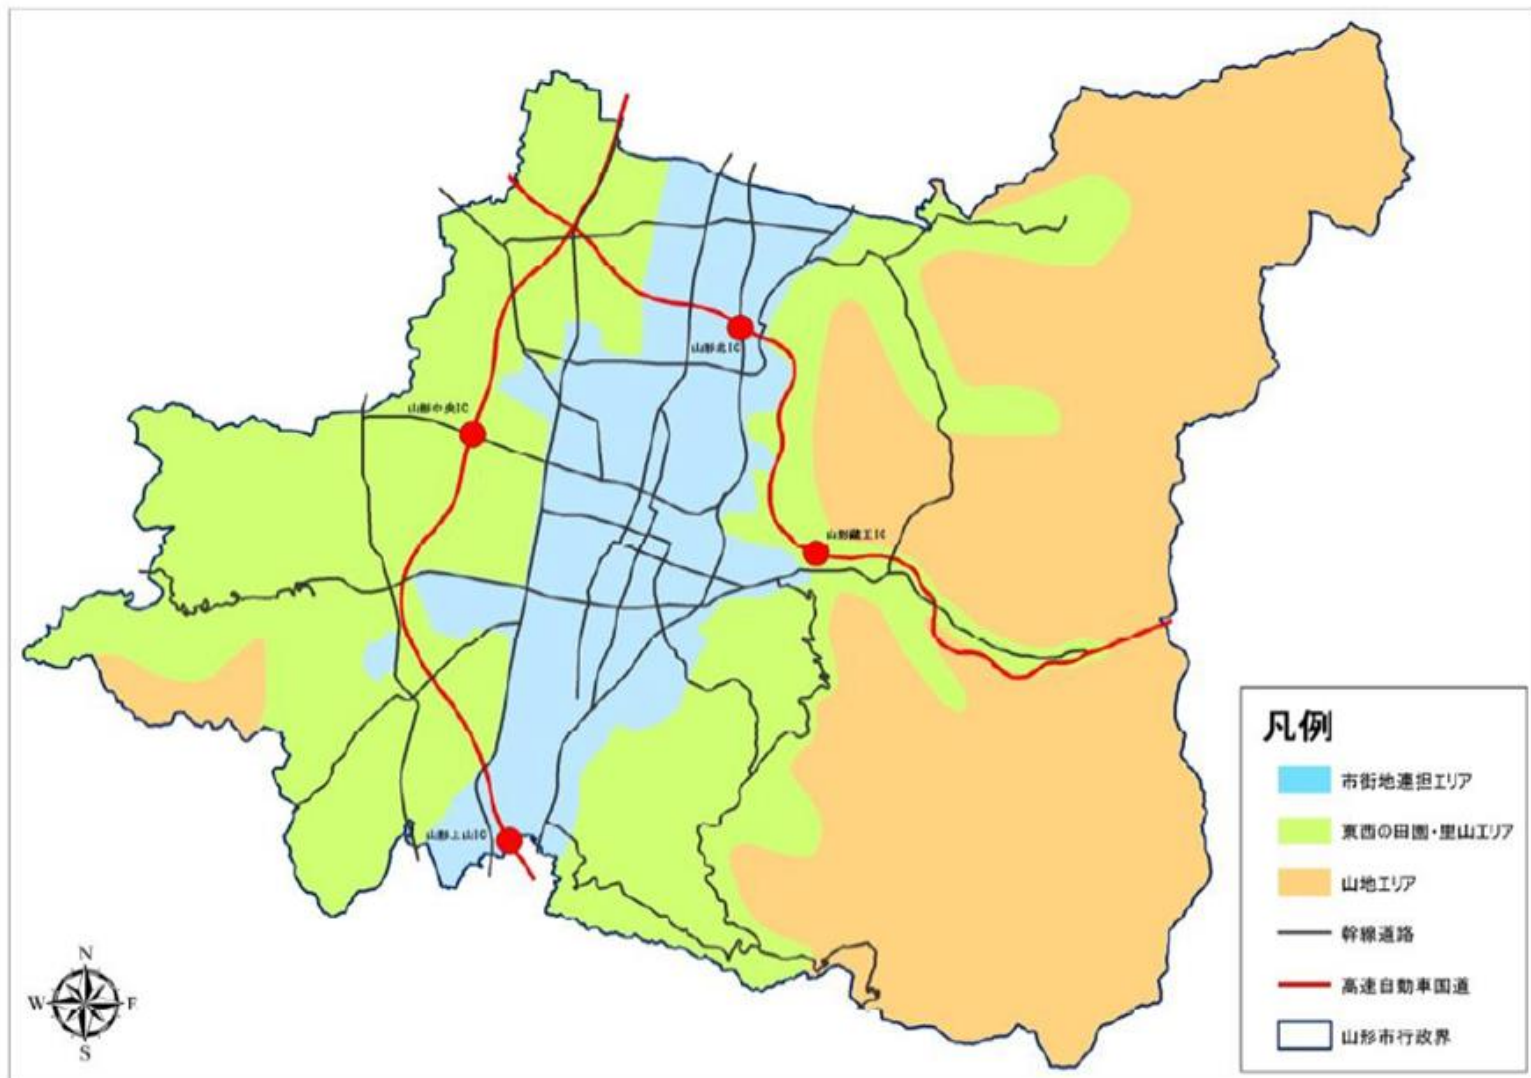 N
W
E
S
山形北IC
山形中央IC
山形蔵王IC
山形上山IC
凡例
市街地連担エリア
東西の田園・里山エリア
山地エリア
幹線道路
高速自動車国道
山形市行政界